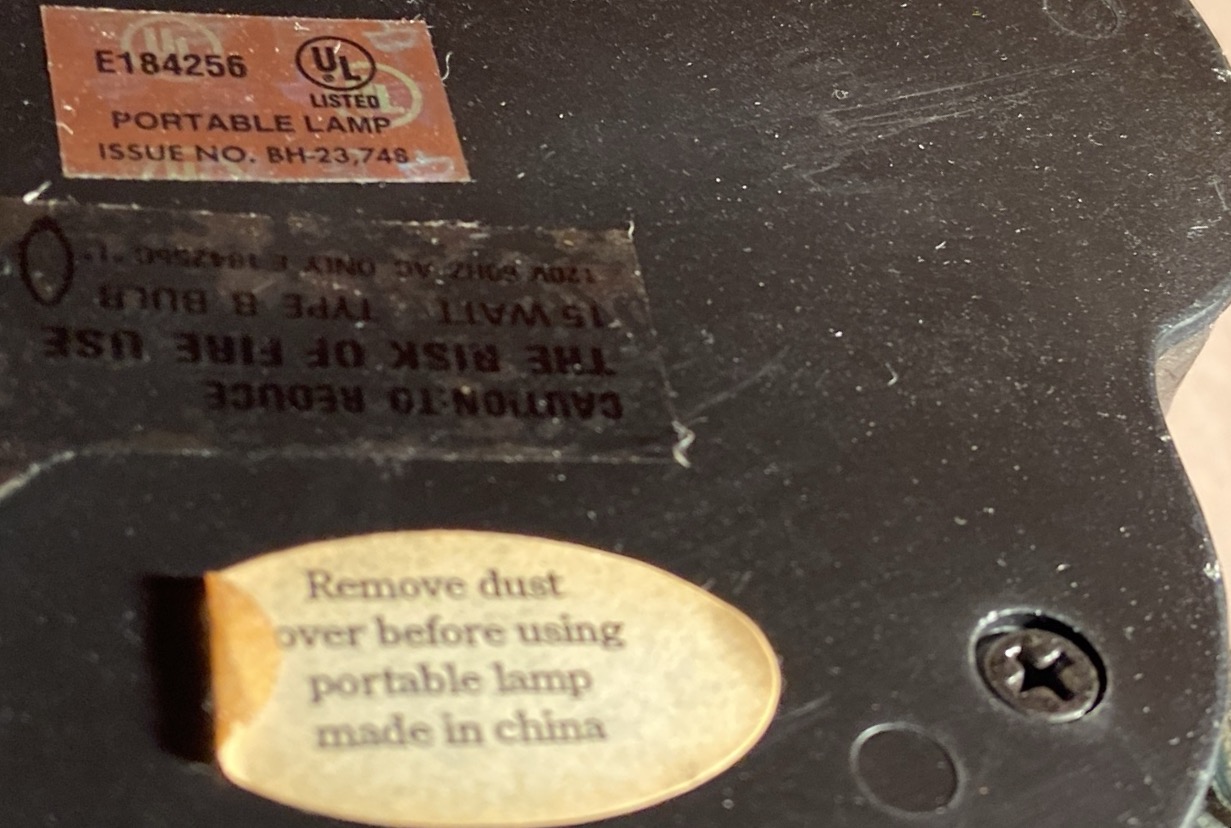 E184256 UL
LISTED
PORTABLE LAMP
ISSUE NO. BH-23,748
CAUTION:TO REDUCE
THE RISK OF FIRE USE
15 WATT TYPE B BULB
120V 60HZ AC ONLY
Remove dust
over before using
portable lamp
made in china